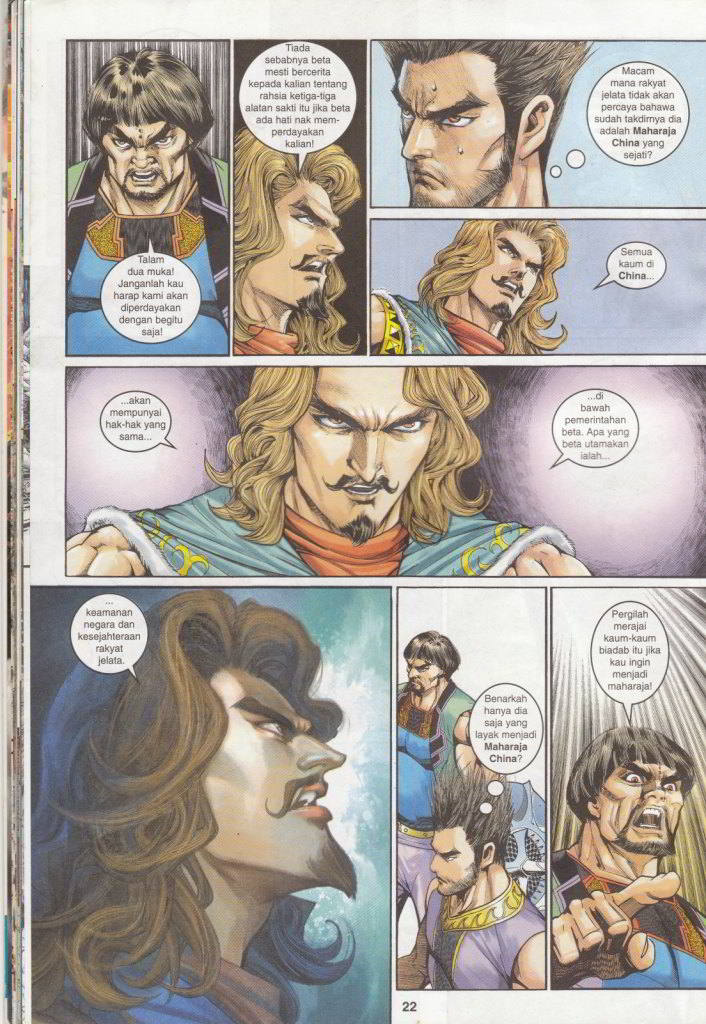 Talam
dua muka!
Janganlah kau
harap kami akan
diperdayakan
dengan begitu
saja!
Tiada
sebabnya beta
mesti bercerita
kepada kalian tentang
rahsia ketiga-tiga
alatan sakti itu jika beta
ada hati nak mem-
perdayakan
kalian!
Macam
mana rakyat
jelata tidak akan
percaya bahawa
sudah takdirnya dia
adalah Maharaja
China yang
sejati?
Semua
kaum di
China...
...akan
mempunyai
hak-hak yang
sama...
...di
bawah
pemerintahan
beta. Apa yang
beta utamakan
ialah...
...
keamanan
negara dan
kesejahteraan
rakyat
jelata.
Benarkah
hanya dia
saja yang
layak menjadi
Maharaja
China?
Pergilah
merajai
kaum-kaum
biadab itu jika
kau ingin
menjadi
maharaja!
22